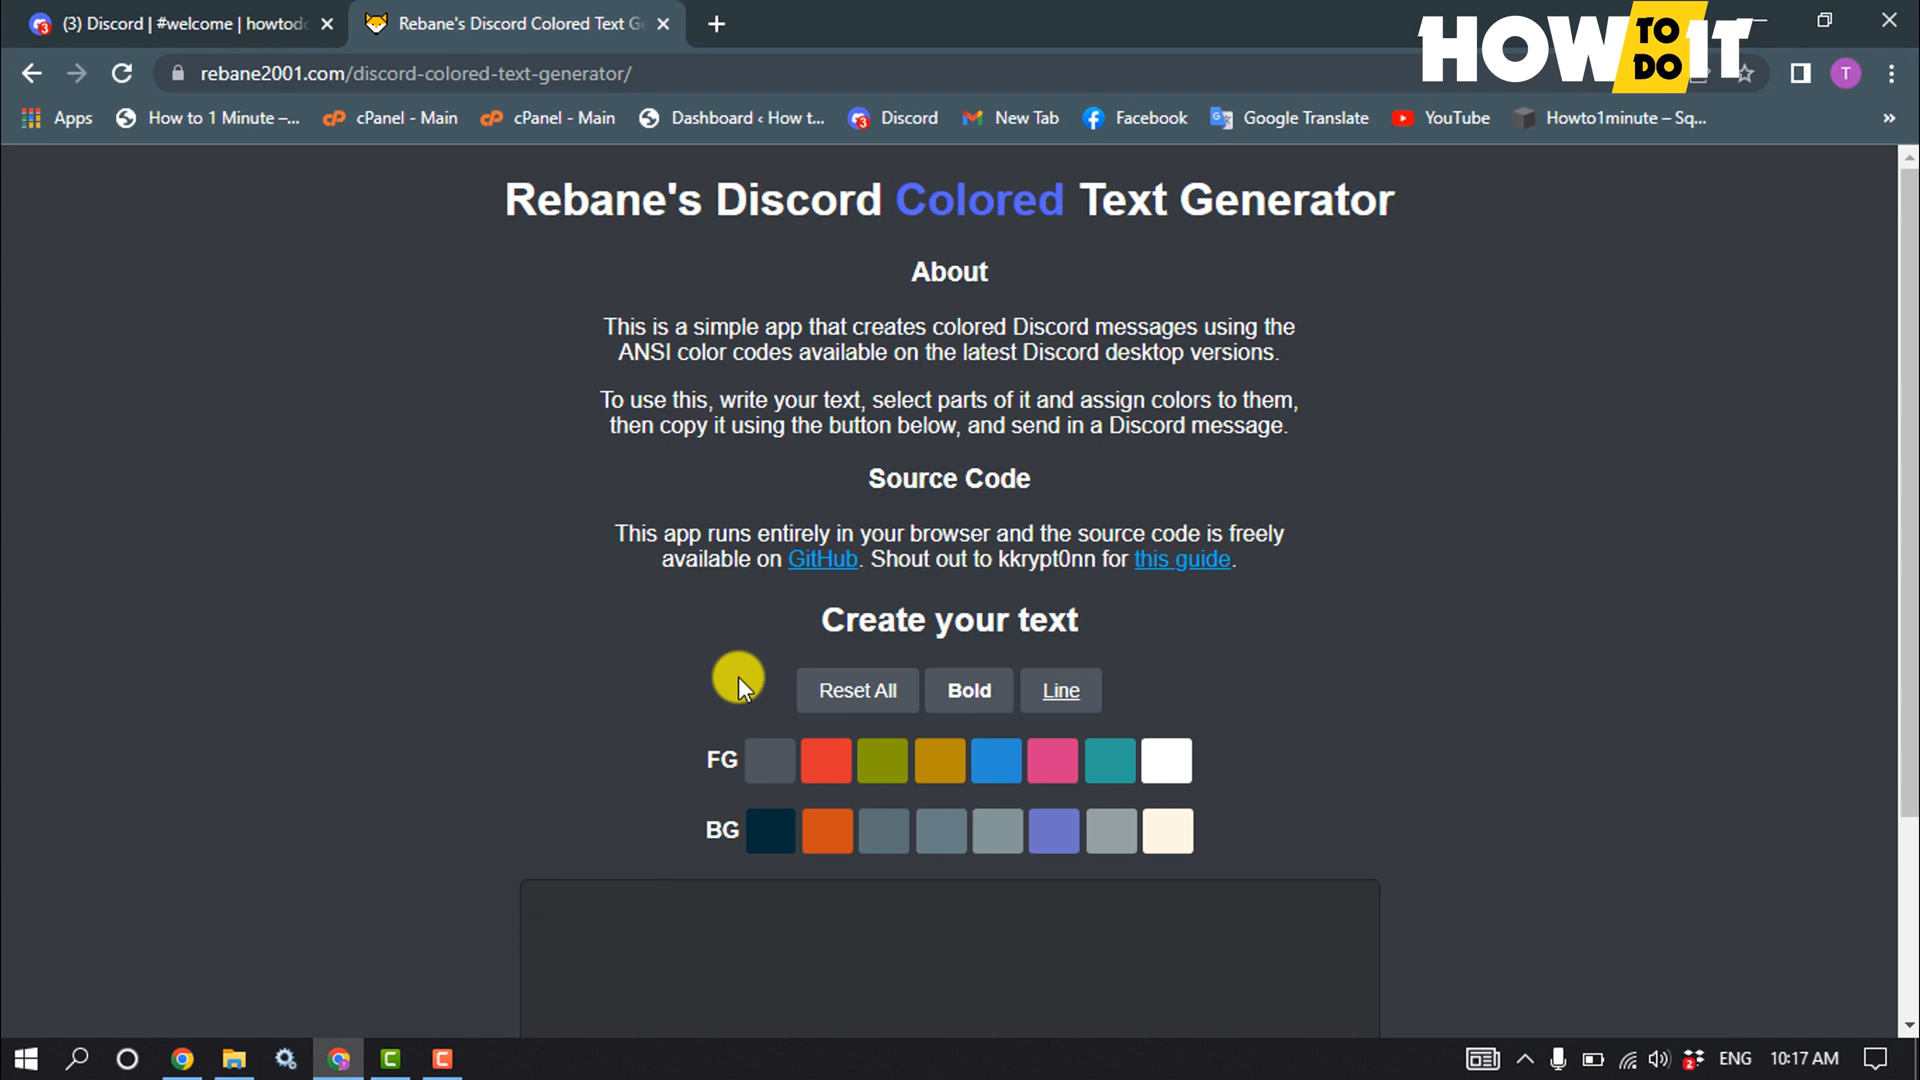 (3) Discord | #welcome | howtodo
Rebane's Discord Colored Text Ge
HOW TO DO IT
rebane2001.com/discord-colored-text-generator/
T
Apps
How to 1 Minute –...
cPanel - Main
cPanel - Main
Dashboard ‹ How t...
Discord
New Tab
Facebook
Google Translate
YouTube
Howto1minute – Sq...
»
Rebane's Discord Colored Text Generator
About
This is a simple app that creates colored Discord messages using the
ANSI color codes available on the latest Discord desktop versions.
To use this, write your text, select parts of it and assign colors to them,
then copy it using the button below, and send in a Discord message.
Source Code
This app runs entirely in your browser and the source code is freely
available on GitHub. Shout out to kkrypt0nn for this guide.
Create your text
Reset All
Bold
Line
FG
BG
ENG
10:17 AM